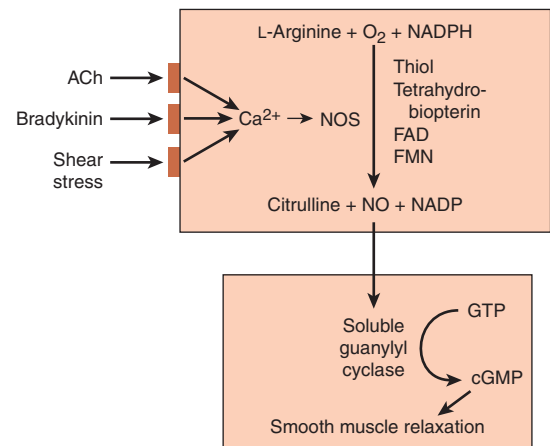 L-Arginine + O2 + NADPH
Thiol
Tetrahydro-
biopterin
FAD
FMN
ACh
Bradykinin
Shear
stress
Ca2+
NOS
Citrulline + NO + NADP
Soluble
guanylyl
cyclase
GTP
cGMP
Smooth muscle relaxation